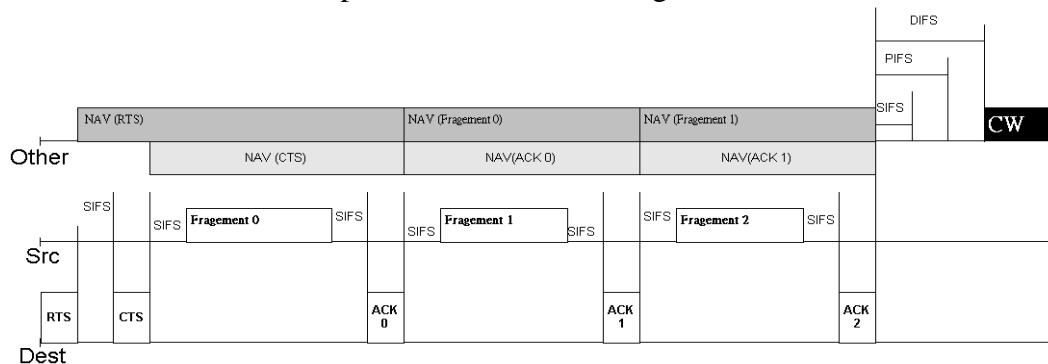 DIFS
PIFS
SIFS
NAV (RTS)
NAV (Fragement 0)
NAV (Fragement 1)
CW
Other
NAV (CTS)
NAV(ACK 0)
NAV(ACK 1)
SIFS
SIFS
Fragement 0
SIFS
SIFS
Fragement 1
SIFS
SIFS
Fragement 2
SIFS
Src
RTS
CTS
ACK
0
ACK
1
ACK
2
Dest